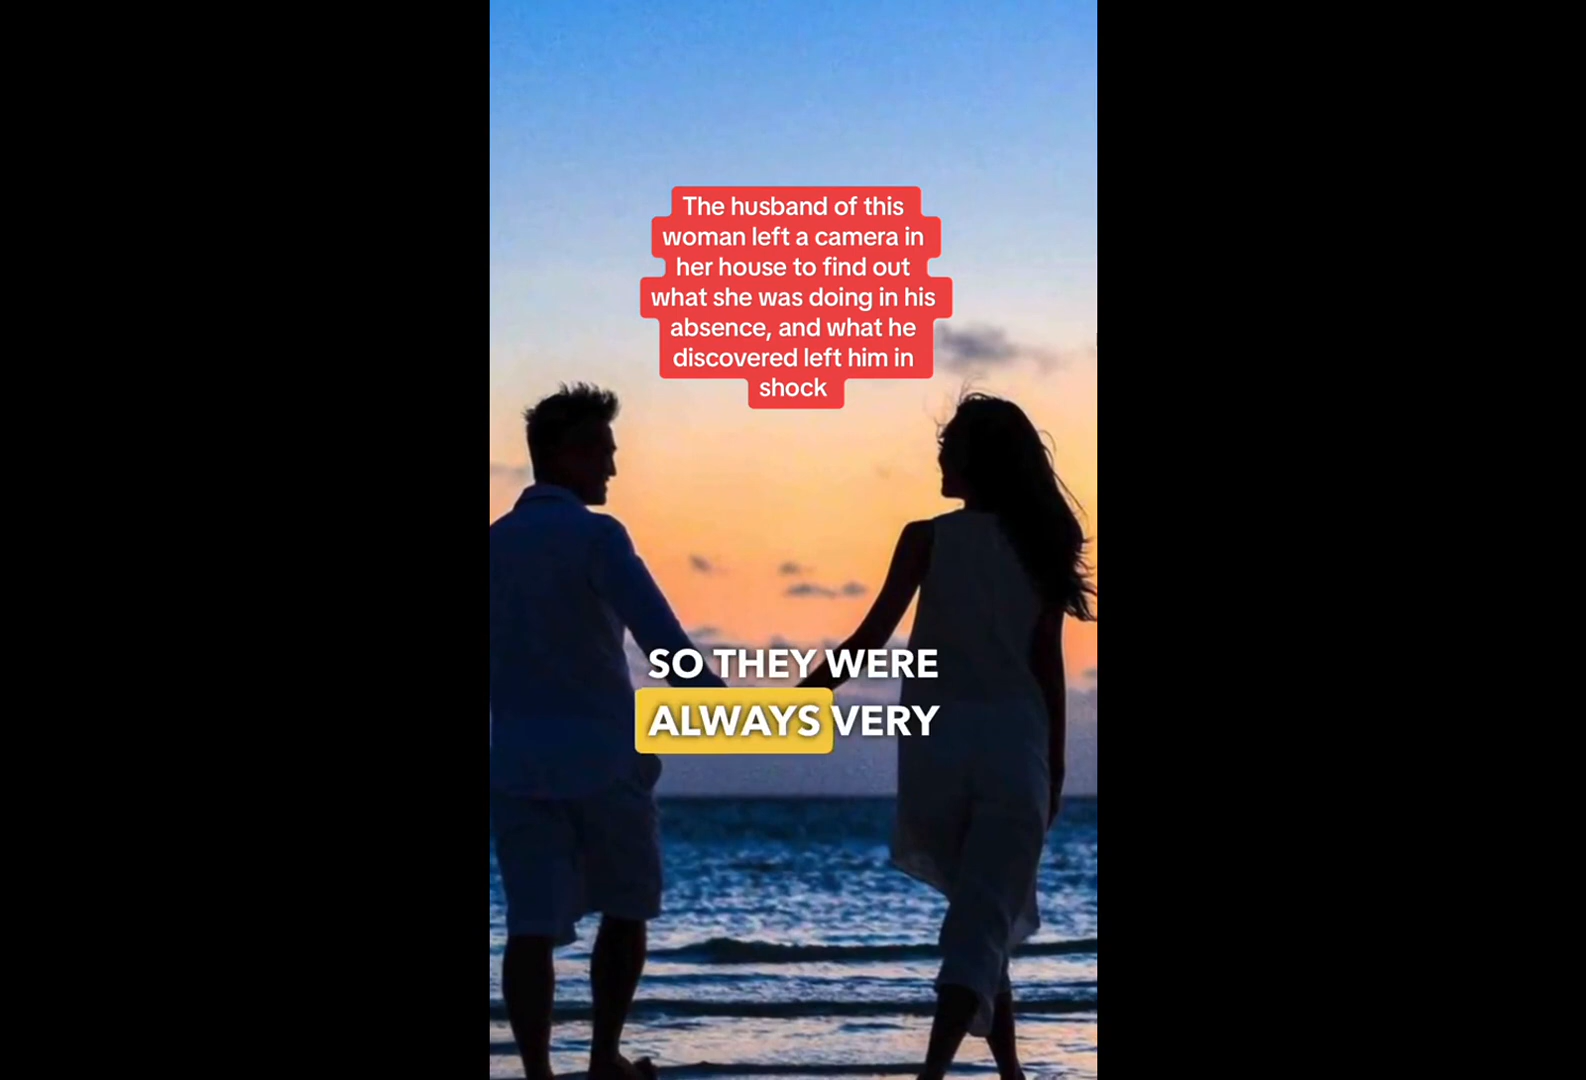 The husband of this
woman left a camera in
her house to find out
what she was doing in his
absence, and what he
discovered left him in
shock
SO THEY WERE
ALWAYS VERY